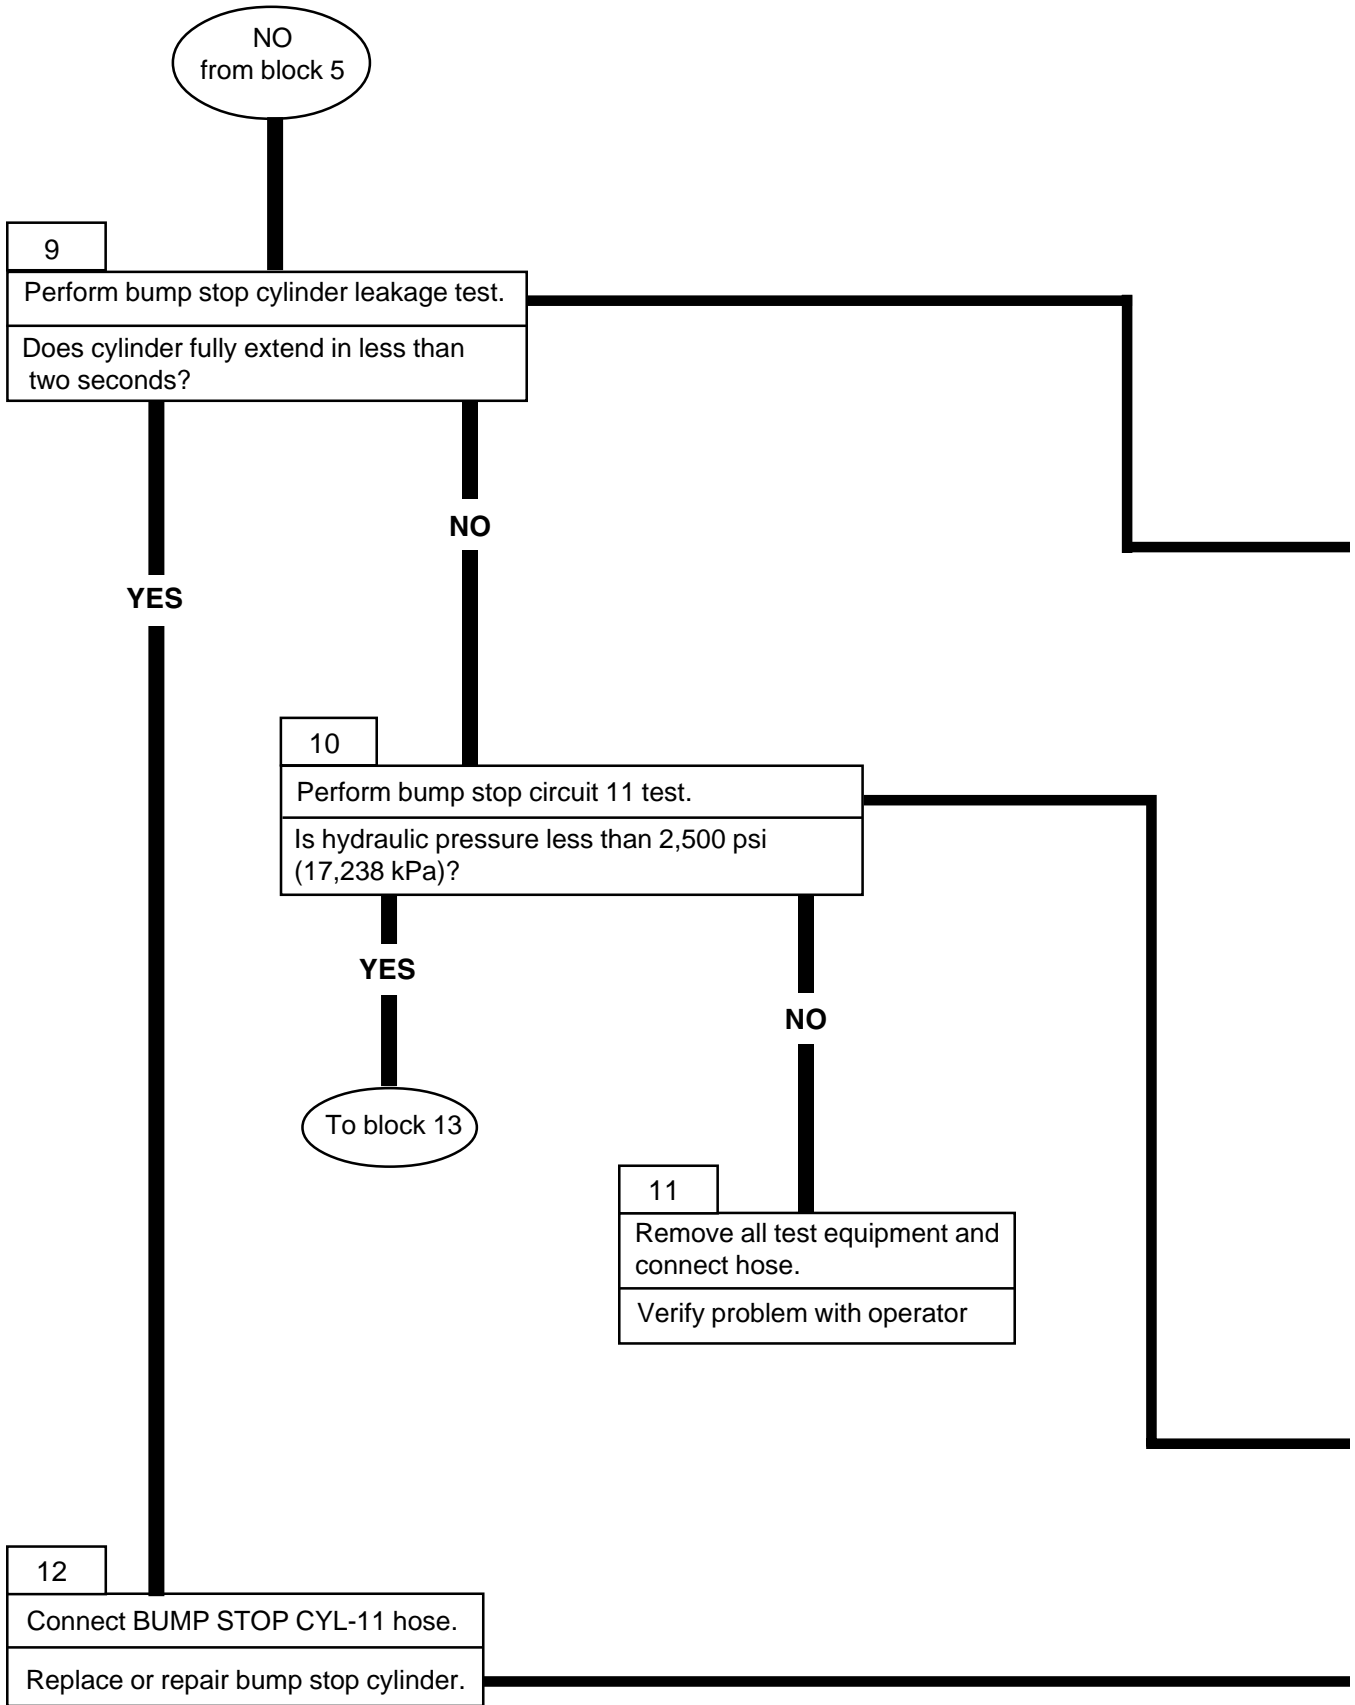 NO
from block 5
9
Perform bump stop cylinder leakage test.
Does cylinder fully extend in less than
two seconds?
NO
YES
10
Perform bump stop circuit 11 test.
Is hydraulic pressure less than 2,500 psi
(17,238 kPa)?
YES
NO
To block 13
11
Remove all test equipment and
connect hose.
Verify problem with operator
12
Connect BUMP STOP CYL-11 hose.
Replace or repair bump stop cylinder.